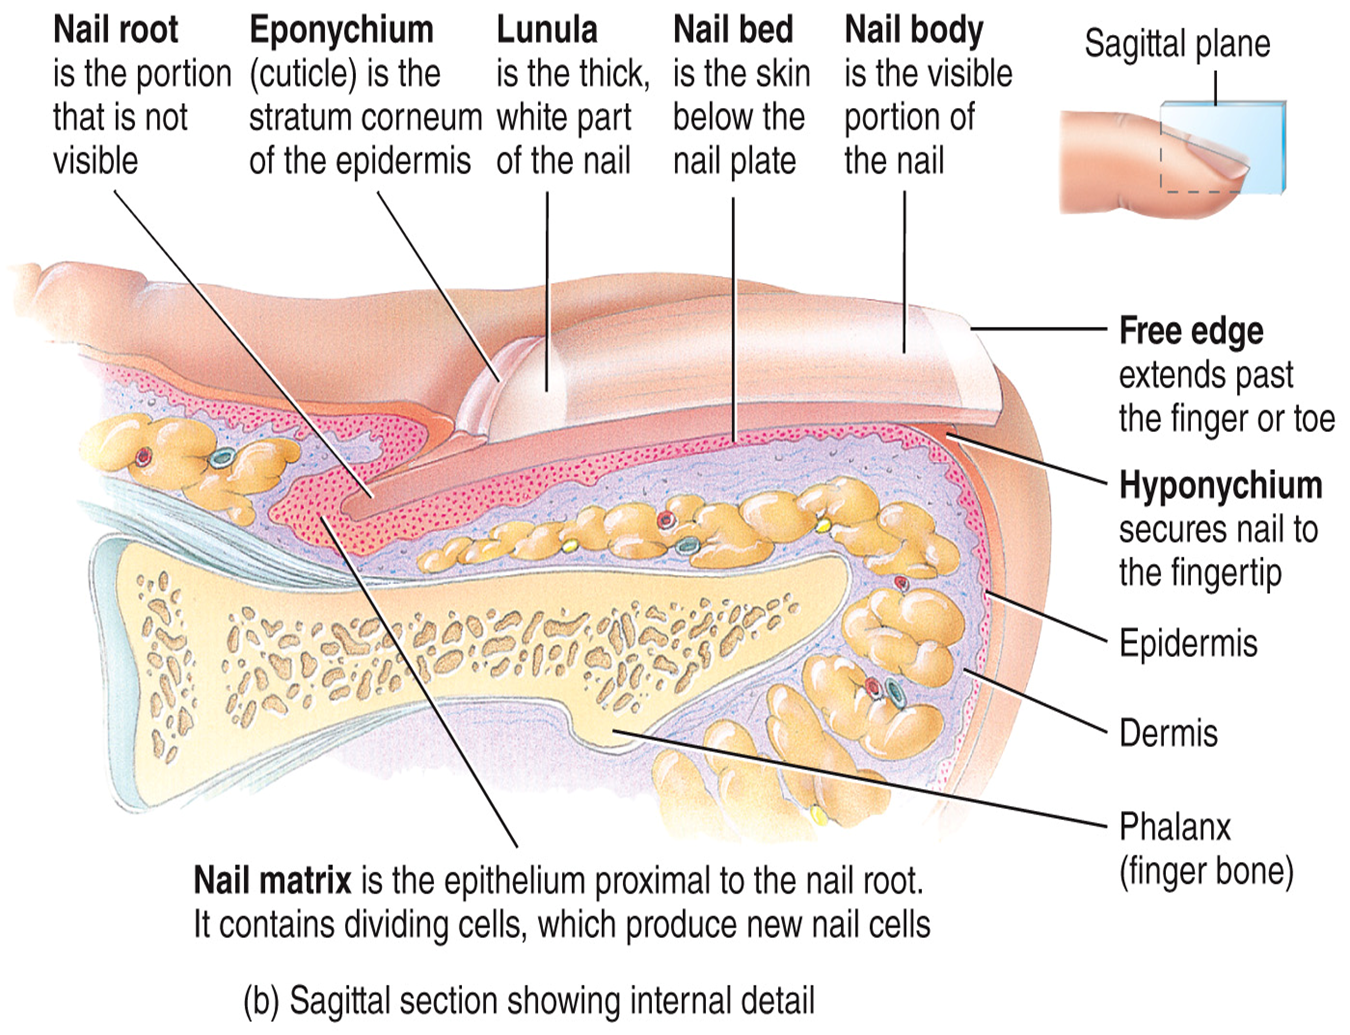 Nail root
is the portion
that is not
visible
Eponychium
(cuticle) is the
stratum corneum
of the epidermis
Lunula
is the thick,
white part
of the nail
Nail bed
is the skin
below the
nail plate
Nail body
is the visible
portion of
the nail
Sagittal plane
Free edge
extends past
the finger or toe
Hyponychium
secures nail to
the fingertip
Epidermis
Dermis
Phalanx
(finger bone)
Nail matrix is the epithelium proximal to the nail root.
It contains dividing cells, which produce new nail cells
(b) Sagittal section showing internal detail